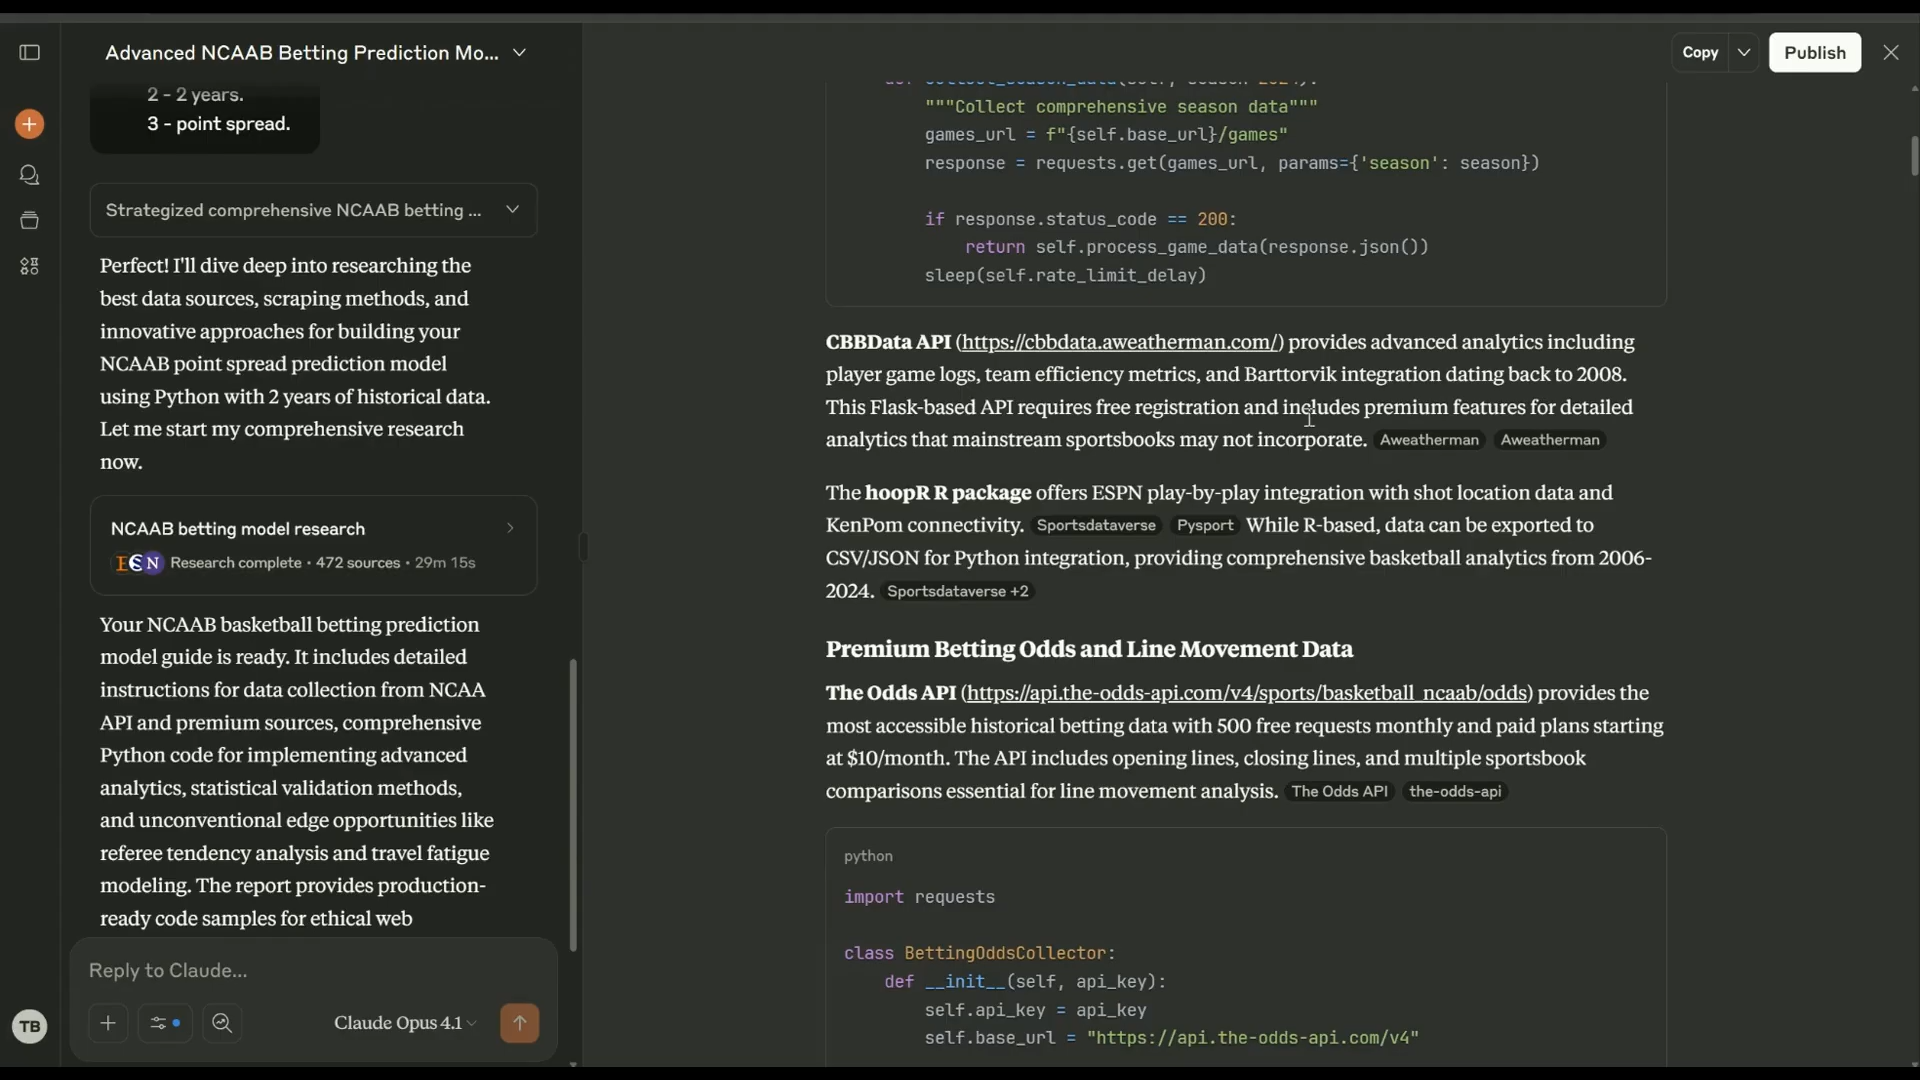 Advanced NCAAB Betting Prediction Mo...
2 - 2 years.
3 - point spread.
Strategized comprehensive NCAAB betting ...
Perfect! I'll dive deep into researching the
best data sources, scraping methods, and
innovative approaches for building your
NCAAB point spread prediction model
using Python with 2 years of historical data.
Let me start my comprehensive research
now.
NCAAB betting model research
Research complete • 472 sources • 29m 15s
Your NCAAB basketball betting prediction
model guide is ready. It includes detailed
instructions for data collection from NCAA
API and premium sources, comprehensive
Python code for implementing advanced
analytics, statistical validation methods,
and unconventional edge opportunities like
referee tendency analysis and travel fatigue
modeling. The report provides production-
ready code samples for ethical web
Reply to Claude...
Claude Opus 4.1
TB
Copy
Publish
"""Collect comprehensive season data"""
games_url = f"{self.base_url}/games"
response = requests.get(games_url, params={'season': season})
if response.status_code == 200:
return self.process_game_data(response.json())
sleep(self.rate_limit_delay)
CBBData API (https://cbbdata.aweatherman.com/) provides advanced analytics including
player game logs, team efficiency metrics, and Barttorvik integration dating back to 2008.
This Flask-based API requires free registration and includes premium features for detailed
analytics that mainstream sportsbooks may not incorporate. Aweatherman Aweatherman
The hoopR R package offers ESPN play-by-play integration with shot location data and
KenPom connectivity. Sportsdataverse Pysport While R-based, data can be exported to
CSV/JSON for Python integration, providing comprehensive basketball analytics from 2006-
2024. Sportsdataverse +2
Premium Betting Odds and Line Movement Data
The Odds API (https://api.the-odds-api.com/v4/sports/basketball_ncaab/odds) provides the
most accessible historical betting data with 500 free requests monthly and paid plans starting
at $10/month. The API includes opening lines, closing lines, and multiple sportsbook
comparisons essential for line movement analysis. The Odds API the-odds-api
python
import requests
class BettingOddsCollector:
def __init__(self, api_key):
self.api_key = api_key
self.base_url = "https://api.the-odds-api.com/v4"